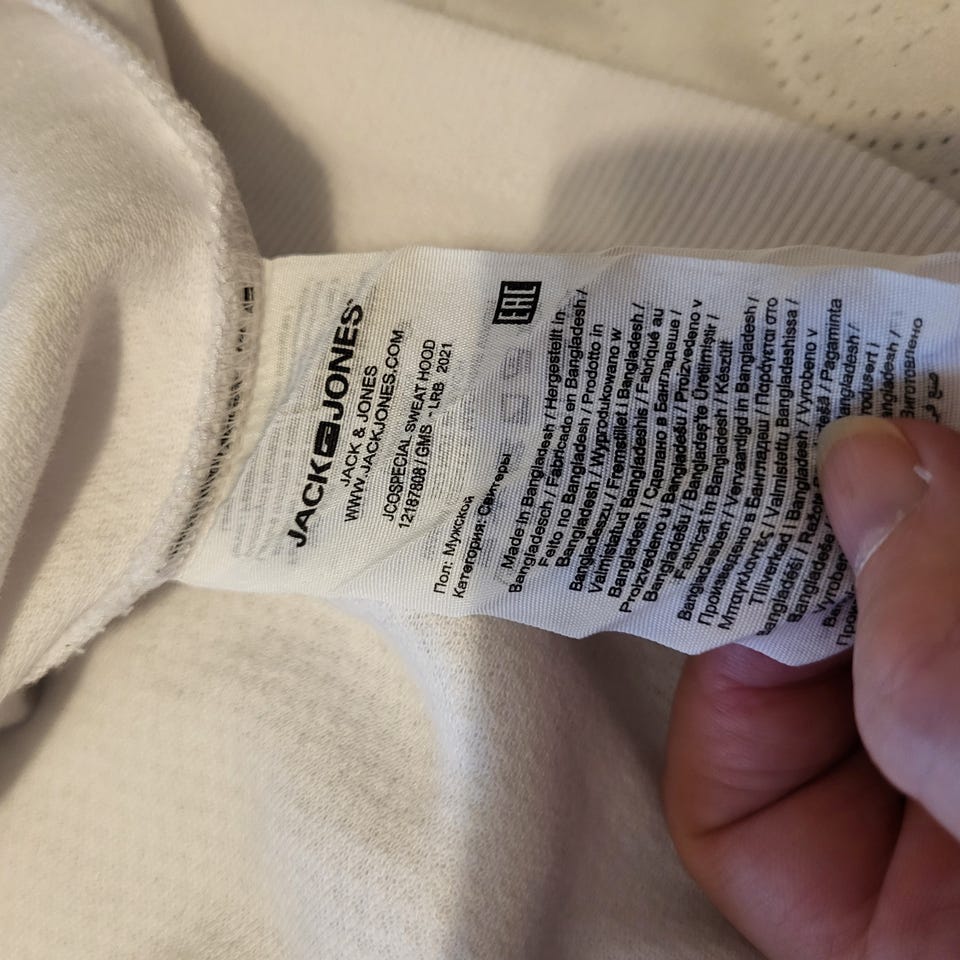 JACK JONES
JACK & JONES
WWW.JACKJONES.COM
JCOSPECIAL SWEAT HOOD
12187808 / GMS - LRB 2021
Пол: Мужской
Категория: Свитеры
EAC
Made in Bangladesh / Hergestellt in
Bangladesch / Fabricado en Bangladesh /
Feito no Bangladesh / Prodotto in
Bangladesh / Wyprodukowano w
Bangladeszu / Fremstillet i Bangladesh /
Valmistatud Bangladeshis / Fabriqué au
Bangladesh / Сделано в Бангладеше /
Proizvedeno u Bangladešu / Proizvedeno v
Bangladešu / Bangladeş'te Üretilmiştir /
Fabricat în Bangladesh / Készült
Bangladesben / Vervaardigd in Bangladesh /
Произведено в Бангладеш / Παράγεται στο
Μπαγκλαντές / Valmistettu Bangladeshissa /
Tillverkad i Bangladesh / Vyrobeno v
Bangladéši / Pagaminta
Bangladeše
Bangladesh /